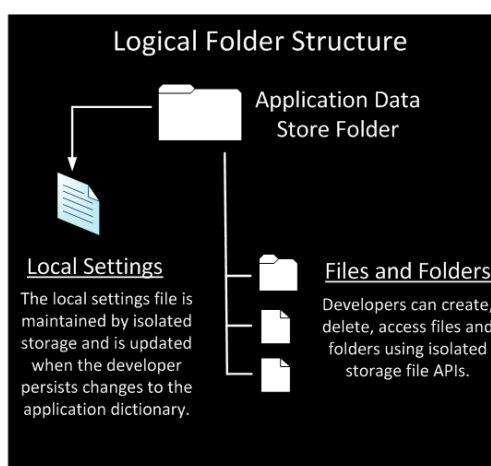 Logical Folder Structure
Application Data
Store Folder
Local Settings
The local settings file is
maintained by isolated
storage and is updated
when the developer
persists changes to the
application dictionary.
Files and Folders
Developers can create,
delete, access files and
folders using isolated
storage file APIs.